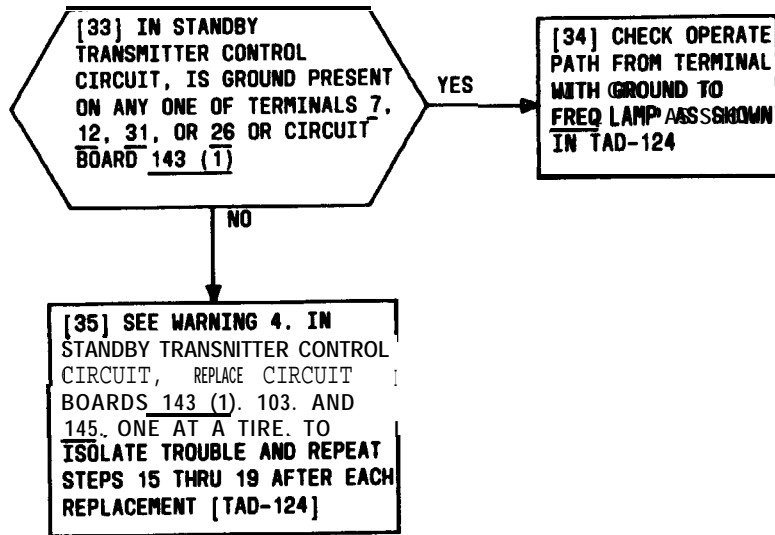 [33] IN STANDBY
TRANSMITTER CONTROL
CIRCUIT, IS GROUND PRESENT
ON ANY ONE OF TERMINALS 7,
12, 31, OR 26 OR CIRCUIT
BOARD 143 (1)
YES
[34] CHECK OPERATE
PATH FROM TERMINAL
WITH GROUND TO
FREQ LAMP AS SHOWN
IN TAD-124
NO
[35] SEE WARNING 4. IN
STANDBY TRANSNITTER CONTROL
CIRCUIT, REPLACE CIRCUIT
BOARDS 143 (1). 103. AND
145. ONE AT A TIRE. TO
ISOLATE TROUBLE AND REPEAT
STEPS 15 THRU 19 AFTER EACH
REPLACEMENT [TAD-124]